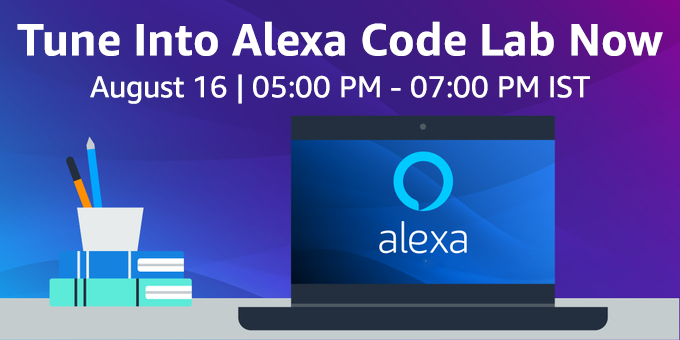 Tune Into Alexa Code Lab Now
August 16 | 05:00 PM - 07:00 PM IST
alexa